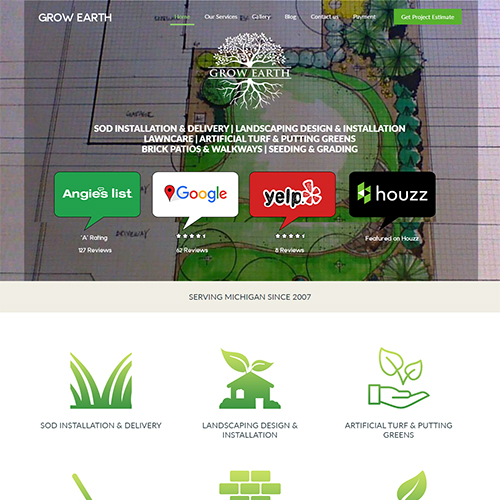 GROW EARTH
Home Our Services Gallery Blog Contact us Payment Get Project Estimate
GROW EARTH
SOD INSTALLATION & DELIVERY | LANDSCAPING DESIGN & INSTALLATION
LAWNCARE | ARTIFICIAL TURF & PUTTING GREENS
BRICK PATIOS & WALKWAYS | SEEDING & GRADING
GARAGE
DRIVEWAY
Angies list
Google
yelp
houzz
'A' Rating
127 Reviews
62 Reviews
8 Reviews
Featured on Houzz
SERVING MICHIGAN SINCE 2007
SOD INSTALLATION & DELIVERY
LANDSCAPING DESIGN &
INSTALLATION
ARTIFICIAL TURF & PUTTING
GREENS